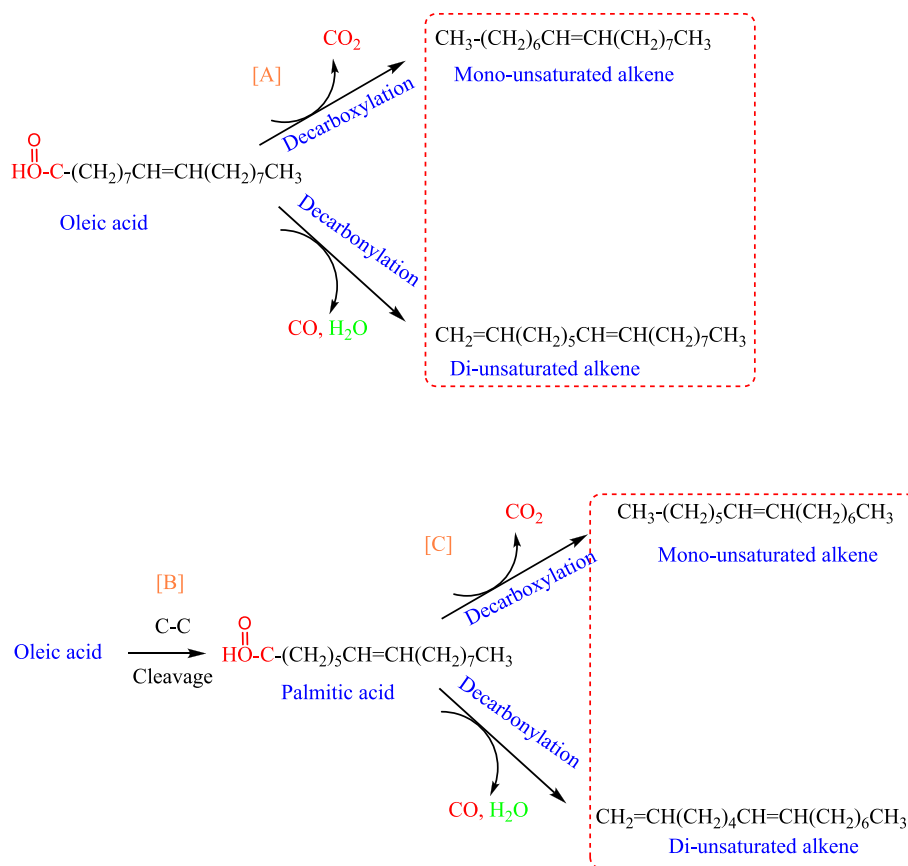 CO₂
CH₃-(CH₂)₆CH=CH(CH₂)₇CH₃
[A]
Mono-unsaturated alkene
Decarboxylation
O
HO-C-(CH₂)₇CH=CH(CH₂)₇CH₃
Oleic acid
Decarbonylation
CO, H₂O
CH₂=CH(CH₂)₅CH=CH(CH₂)₇CH₃
Di-unsaturated alkene
CO₂
CH₃-(CH₂)₅CH=CH(CH₂)₆CH₃
[C]
Mono-unsaturated alkene
[B]
Decarboxylation
C-C
O
Oleic acid
HO-C-(CH₂)₅CH=CH(CH₂)₇CH₃
Cleavage
Palmitic acid
Decarbonylation
CO, H₂O
CH₂=CH(CH₂)₄CH=CH(CH₂)₆CH₃
Di-unsaturated alkene